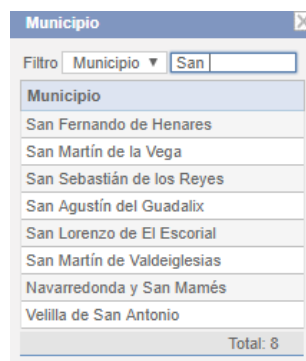 Municipio
Filtro Municipio ▼ San
Municipio
San Fernando de Henares
San Martín de la Vega
San Sebastián de los Reyes
San Agustín del Guadalix
San Lorenzo de El Escorial
San Martín de Valdeiglesias
Navarredonda y San Mamés
Velilla de San Antonio
Total: 8